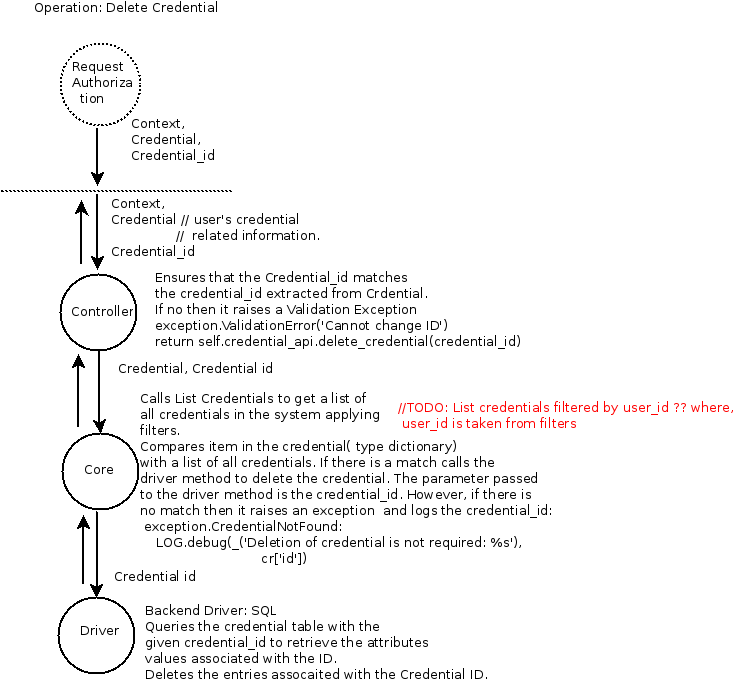 Operation: Delete Credential
Request
Authoriza
tion
Context,
Credential,
Credential_id
Context,
Credential // user's credential
// related information.
Credential_id
Ensures that the Credential_id matches
the credential_id extracted from Crdential.
If no then it raises a Validation Exception
exception.ValidationError('Cannot change ID')
return self.credential_api.delete_credential(credential_id)
Controller
Credential, Credential id
Calls List Credentials to get a list of
all credentials in the system applying
filters.
//TODO: List credentials filtered by user_id ?? where,
user_id is taken from filters
Compares item in the credential( type dictionary)
with a list of all credentials. If there is a match calls the
driver method to delete the credential. The parameter passed
to the driver method is the credential_id. However, if there is
no match then it raises an exception  and logs the credential_id:
exception.CredentialNotFound:
LOG.debug(_('Deletion of credential is not required: %s'),
cr['id'])
Core
Credential id
Driver
Backend Driver: SQL
Queries the credential table with the
given credential_id to retrieve the attributes
values associated with the ID.
Deletes the entries assocaited with the Credential ID.